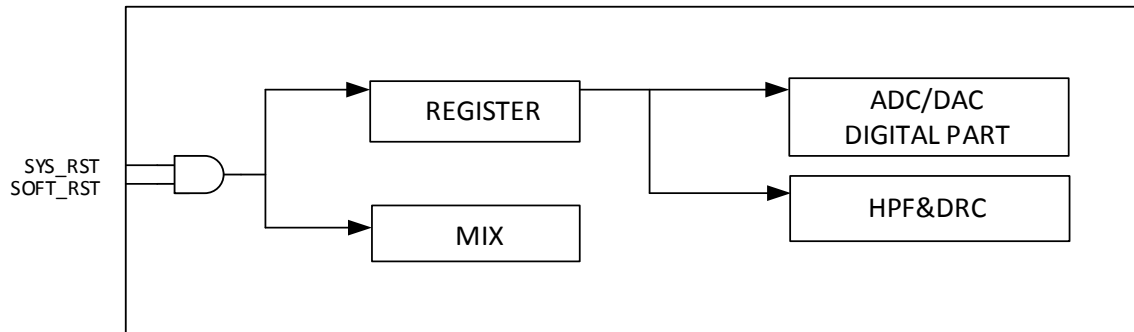 REGISTER
ADC/DAC
DIGITAL PART
SYS_RST
SOFT_RST
HPF&DRC
MIX